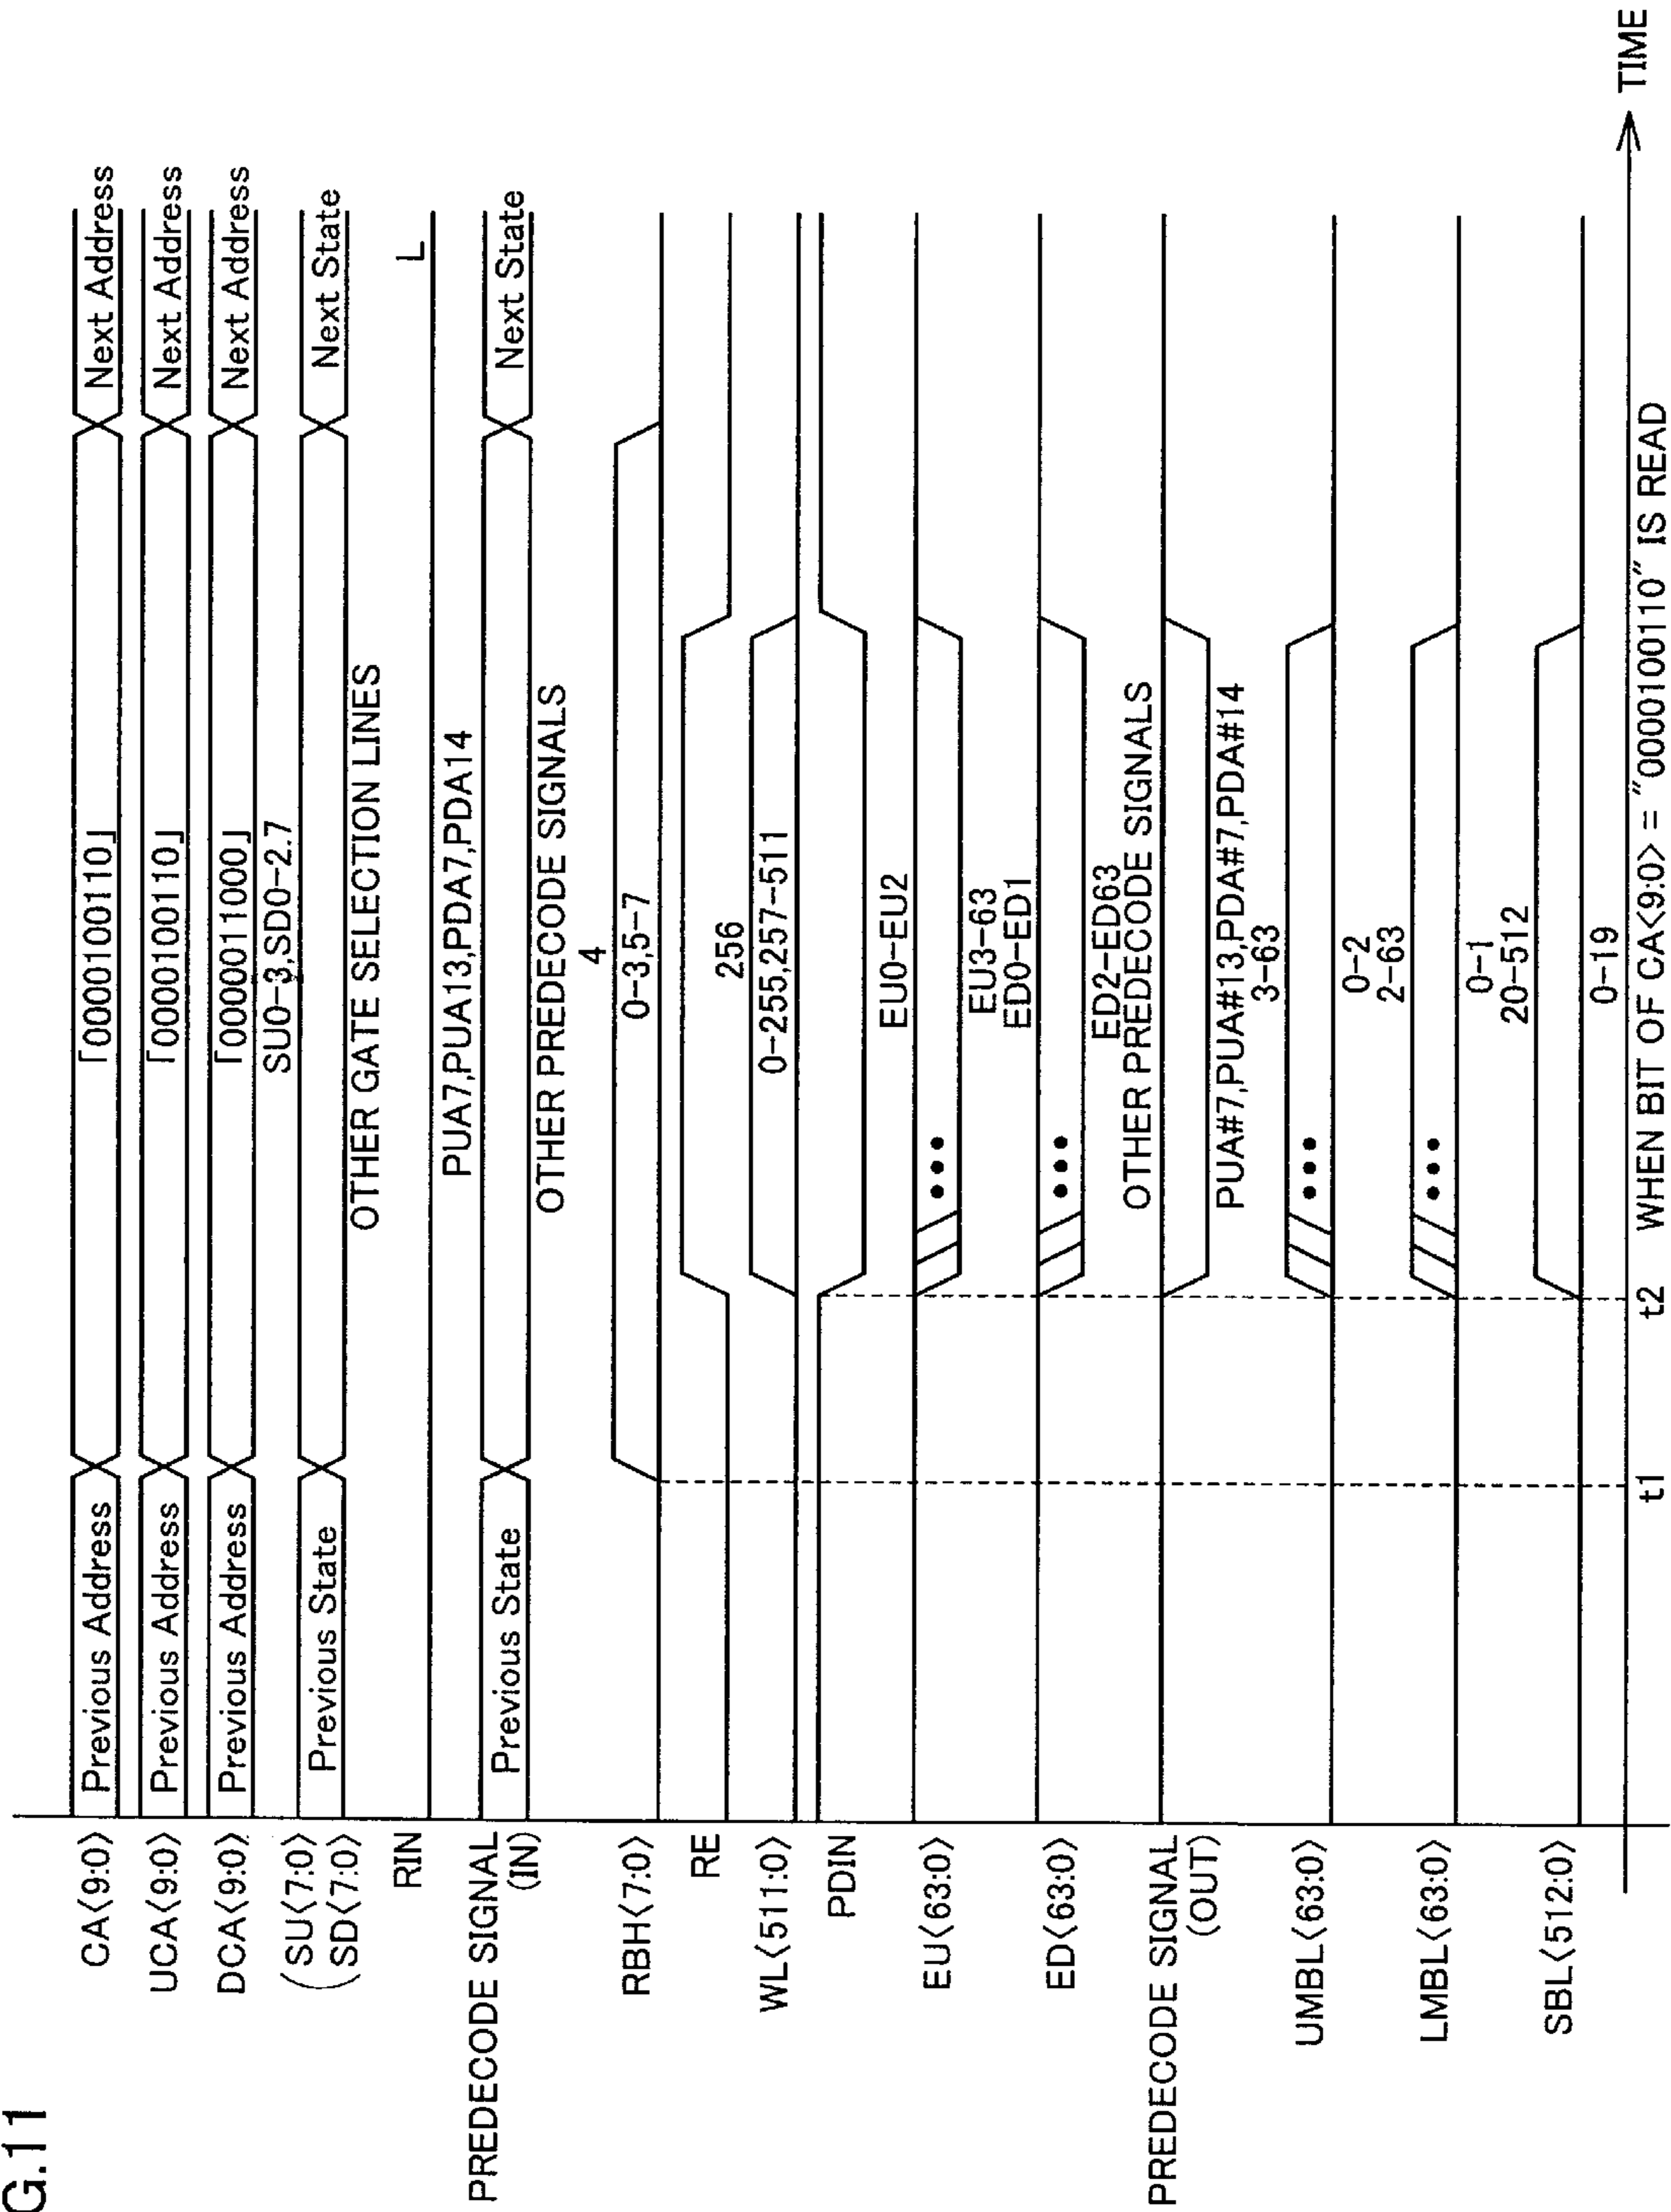 G.11
CA<9:0> Previous Address 「0000100110」 Next Address
UCA<9:0> Previous Address 「0000100110」 Next Address
DCA<9:0> Previous Address 「0000011000」 Next Address
SU0-3,SD0-2.7
(SU<7:0> Previous State Next State
(SD<7:0>
OTHER GATE SELECTION LINES
RIN L
PUA7,PUA13,PDA7,PDA14
PREDECODE SIGNAL Previous State Next State
(IN)
OTHER PREDECODE SIGNALS
4
RBH<7:0> 0-3,5-7
RE
256
WL<511:0> 0-255,257-511
PDIN
EU0-EU2
EU<63:0>
EU3-63
ED0-ED1
ED<63:0>
ED2-ED63
OTHER PREDECODE SIGNALS
PREDECODE SIGNAL
(OUT)
PUA#7,PUA#13,PDA#7,PDA#14
3-63
UMBL<63:0>
0-2
2-63
LMBL<63:0>
0-1
20-512
SBL<512:0>
0-19
TIME
t1 t2 WHEN BIT OF CA<9:0> = "0000100110" IS READ